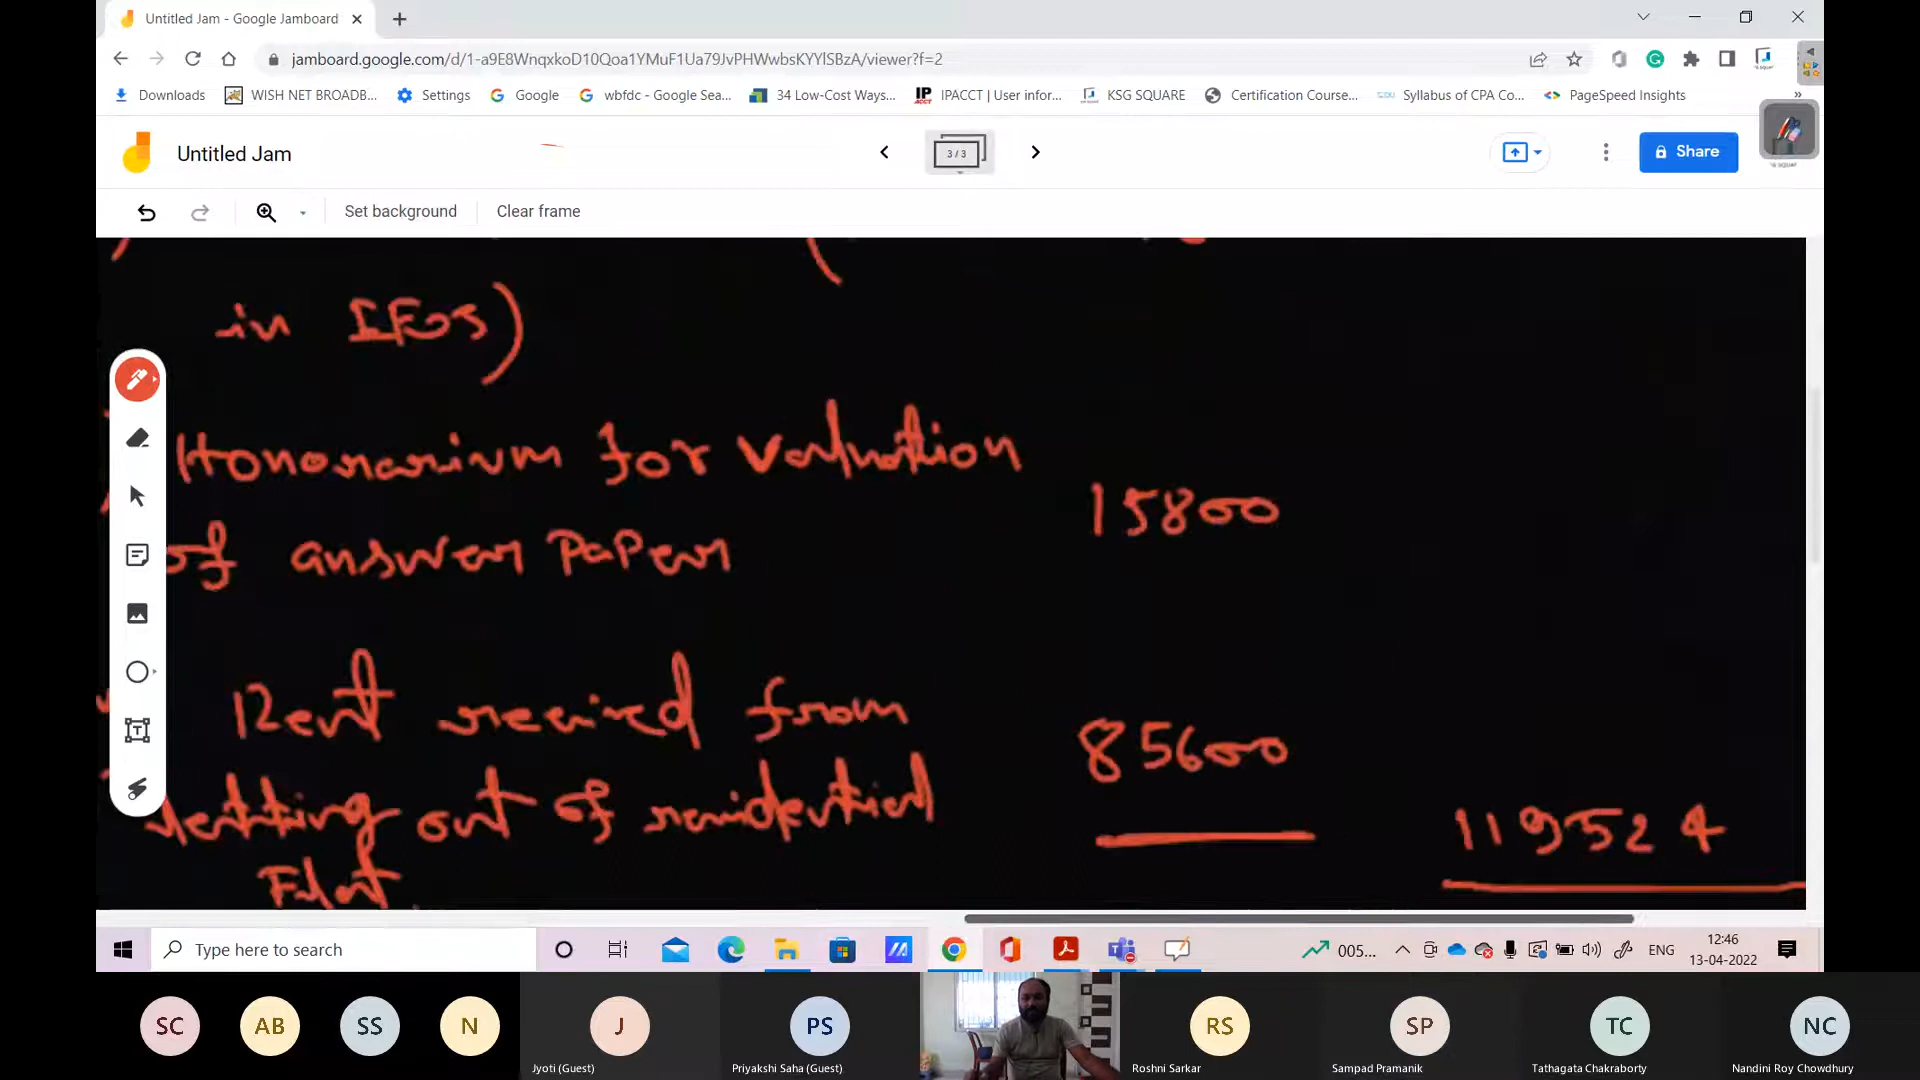 Untitled Jam - Google Jamboard
jamboard.google.com/d/1-a9E8WnqxkoD10Qoa1YMuF1Ua79JvPHWwbsKYYlSBzA/viewer?f=2
Downloads WISH NET BROADB... Settings Google wbfdc - Google Sea... 34 Low-Cost Ways... IPACCT | User infor... KSG SQUARE Certification Course... Syllabus of CPA Co... PageSpeed Insights »
Untitled Jam
3 / 3
Share
Set background Clear frame
in IFOS)
Honorarium for valuation
15800
of answer paper
Rent received from
85600
letting out of residential
119524
Flat
Type here to search
005...
ENG
12:46
13-04-2022
SC AB SS N J PS RS SP TC NC
Jyoti (Guest) Priyakshi Saha (Guest) Roshni Sarkar Sampad Pramanik Tathagata Chakraborty Nandini Roy Chowdhury